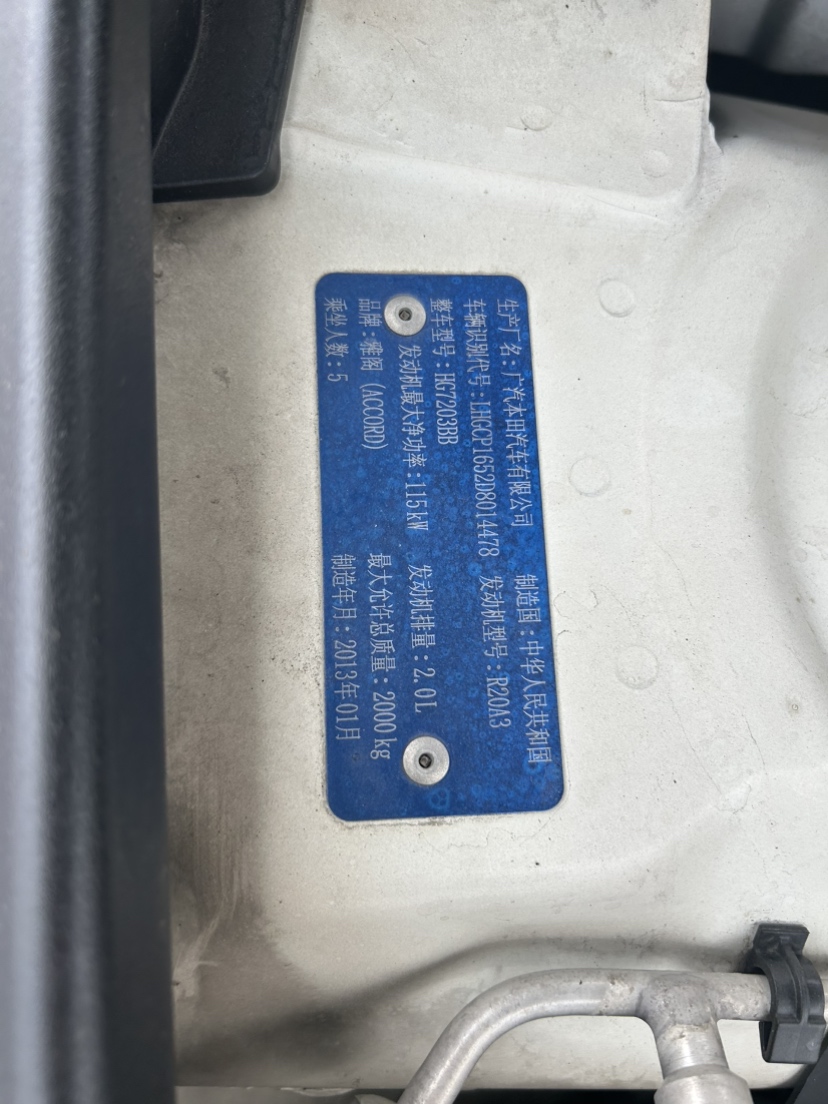 生产厂名：广汽本田汽车有限公司 制造国：中华人民共和国
车辆识别代号：LHGCP1652D8014478 发动机型号：R20A3
整车型号：HG7203BB
发动机最大净功率：115kW 发动机排量：2.0L
品牌：雅阁 (ACCORD) 最大允许总质量：2000kg
乘坐人数：5 制造年月：2013年01月